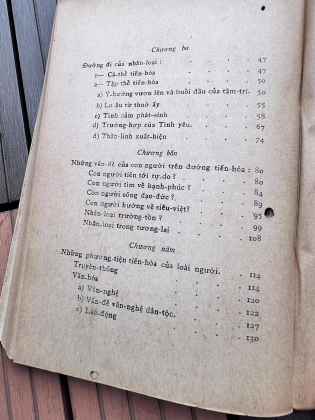 Chương ba
Đường đi của nhân-loại : . . . . 47
1— Cá-thể tiến-hóa . . . . 47
2— Tập-thể tiến-hóa . . . . 50
a) Ý-hướng vươn lên và buổi đầu của tâm-trí. 50
b) Lo âu từ thuở ấy . . . . 55
c) Tình cảm phát-sinh . . . . 58
d) Trường-hợp của Tình yêu. . . . 67
đ) Thần-linh xuất-hiện . . . . 74
Chương bốn
Những vấn-đề của con người trên đường tiến-hóa : 80
Con người tiến tới tự-do ? . . . . 80
Con người tìm về hạnh-phúc ? . . . 84
Con người sống đạo-đức ? . . . . 89
Con người hướng về siêu-việt? . . . 95
Nhân-loại trường-tồn ? . . . . 99
Nhân-loại trong tương-lai . . . . 108
Chương năm
Những phương-tiện tiến-hóa của loài người. . . 114
Truyền-thống . . . . 114
Văn-hóa . . . . 120
a) Văn-nghệ . . . . 122
b) Vấn-đề văn-nghệ dân-tộc. . . . 127
c) Lao-động . . . . 130